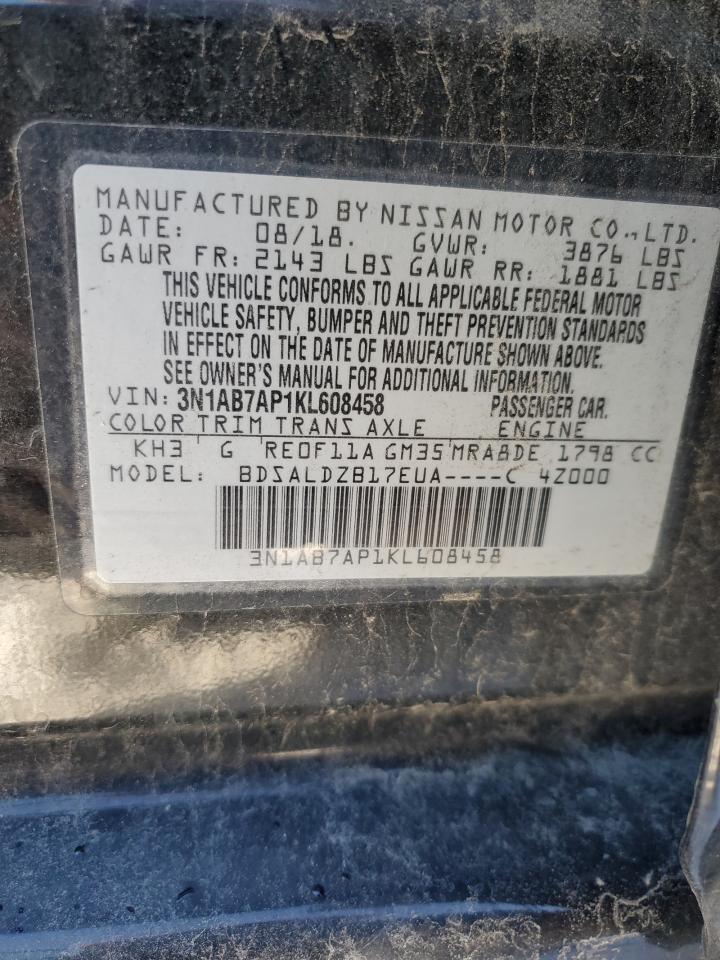 MANUFACTURED BY NISSAN MOTOR CO., LTD.
DATE: 08/18. GVWR: 3876 LBS
GAWR FR: 2143 LBS GAWR RR: 1881 LBS
THIS VEHICLE CONFORMS TO ALL APPLICABLE FEDERAL MOTOR
VEHICLE SAFETY, BUMPER AND THEFT PREVENTION STANDARDS
IN EFFECT ON THE DATE OF MANUFACTURE SHOWN ABOVE.
SEE OWNER'S MANUAL FOR ADDITIONAL INFORMATION.
VIN: 3N1AB7AP1KL608458 PASSENGER CAR.
COLOR TRIM TRANS AXLE ENGINE
KH3 G RE0F11A GM35 MRA8DE 1798 CC
MODEL: BDSALDZB17EUA----C 4Z000
3N1AB7AP1KL608458